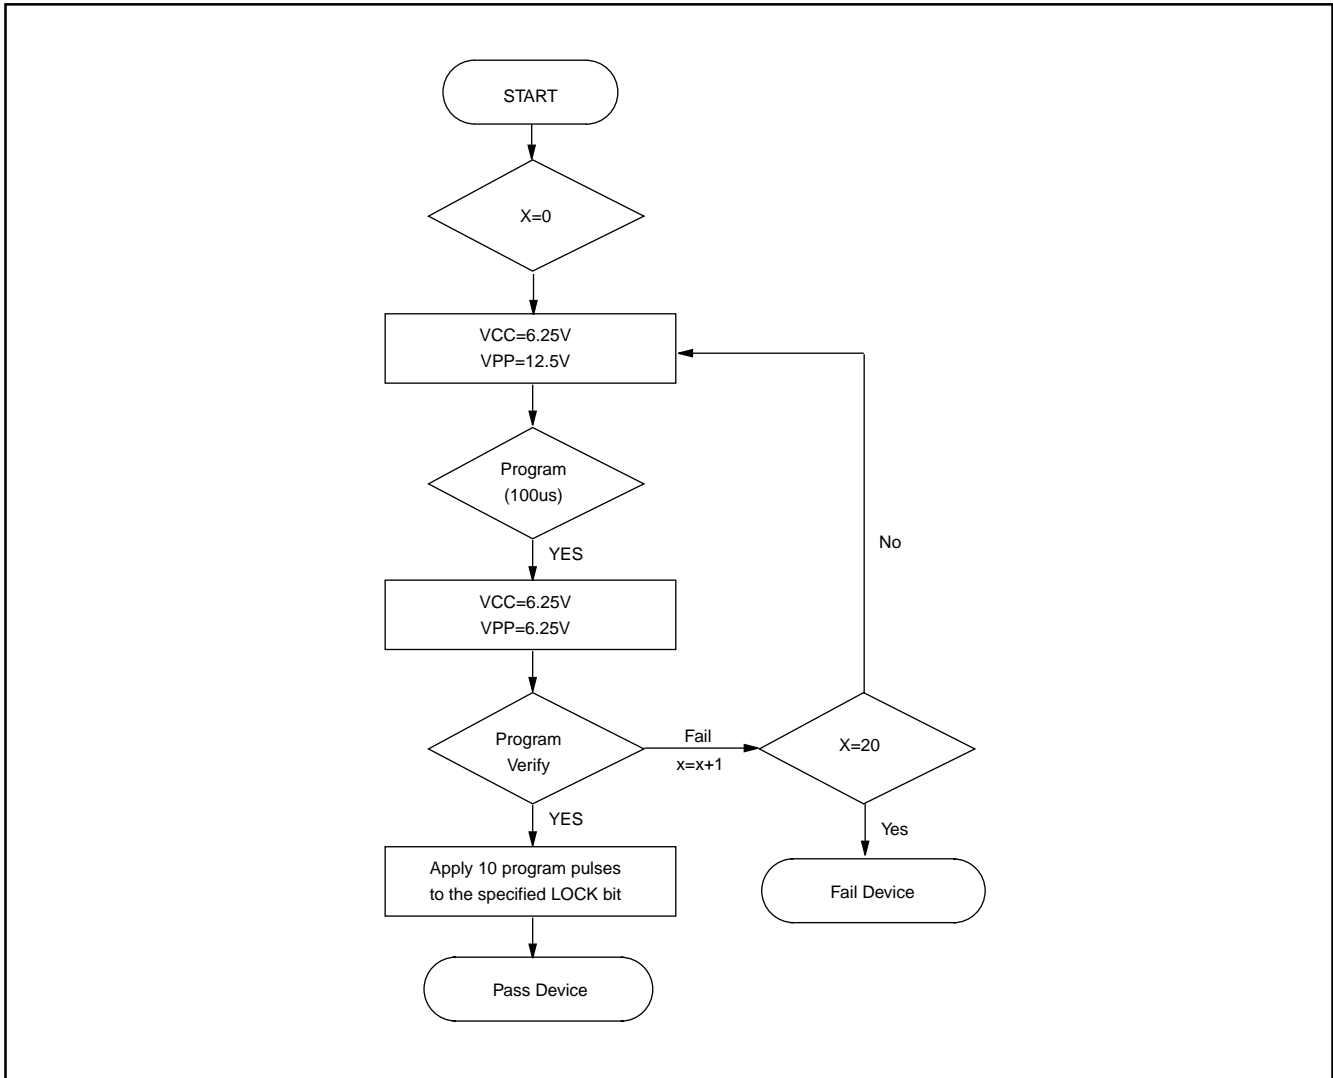 START
X=0
VCC=6.25V
VPP=12.5V
Program
(100us)
YES
No
VCC=6.25V
VPP=6.25V
Program
Verify
Fail
x=x+1
X=20
YES
Yes
Apply 10 program pulses
to the specified LOCK bit
Fail Device
Pass Device